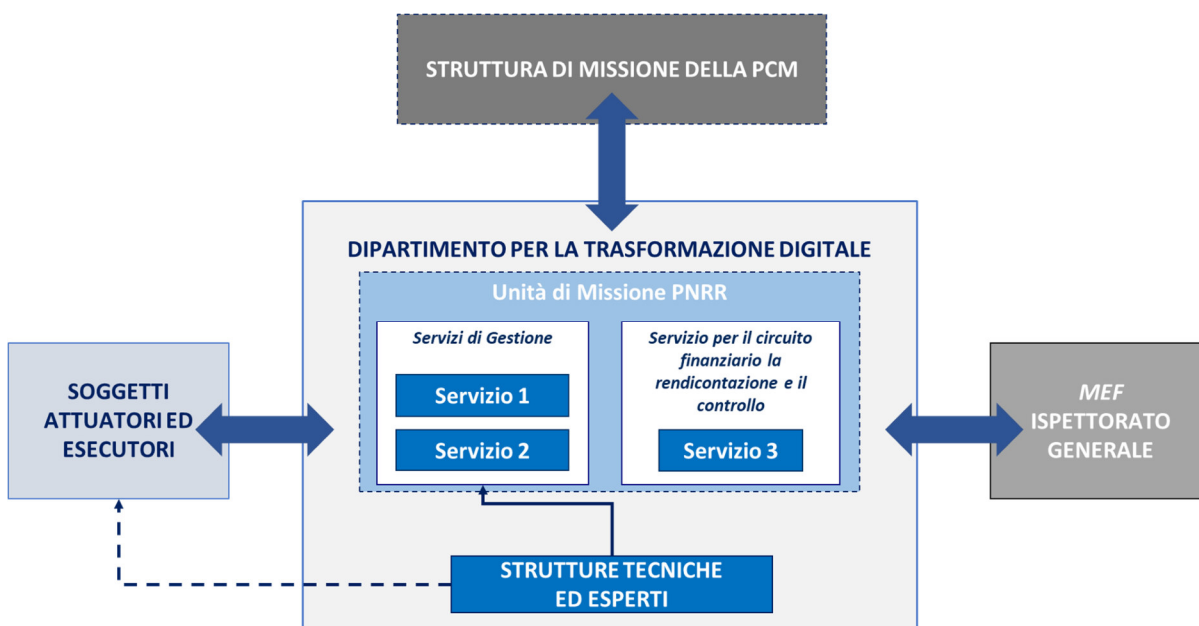 STRUTTURA DI MISSIONE DELLA PCM
DIPARTIMENTO PER LA TRASFORMAZIONE DIGITALE
Unità di Missione PNRR
Servizi di Gestione
Servizio 1
Servizio 2
Servizio per il circuito
finanziario la
rendicontazione e il
controllo
Servizio 3
SOGGETTI
ATTUATORI ED
ESECUTORI
MEF
ISPETTORATO
GENERALE
STRUTTURE TECNICHE
ED ESPERTI